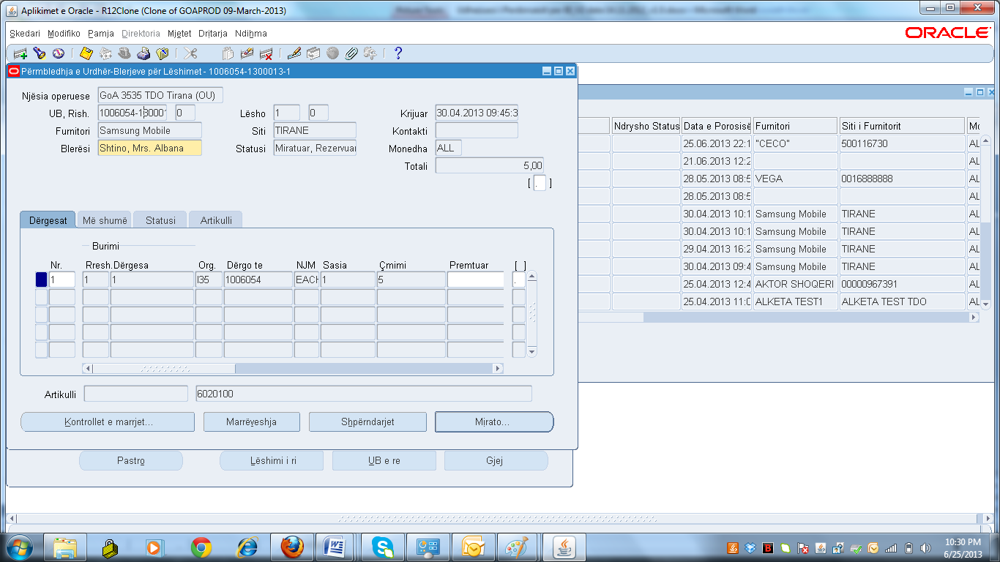 Aplikimet e Oracle - R12Clone (Clone of GOAPROD 09-March-2013)
Skedari Modifiko Pamja Direktoria Mjetet Dritarja Ndihma
ORACLE
Përmbledhja e Urdhër-Blerjeve për Lëshimet - 1006054-1300013-1
Njësia operuese GoA 3535 TDO Tirana (OU)
UB, Rish. 1006054-13000 0 Lësho 1 0 Krijuar 30.04.2013 09:45:3
Furnitori Samsung Mobile Siti TIRANE Kontakti
Blerësi Shtino, Mrs. Albana Statusi Miratuar, Rezervuar Monedha ALL
Totali 5,00
[ . ]
Dërgesat Më shumë Statusi Artikulli
Burimi
Nr. Rresh. Dërgesa Org. Dërgo te NJM Sasia Çmimi Premtuar [ ]
1 1 1 I35 1006054 EACH 1 5 .
Artikulli 6020100
Kontrollet e marrjet... Marrëveshja Shpërndarjet Mirato...
Pastro Lëshimi i ri UB e re Gjej
Ndrysho Status Data e Porosisë Furnitori Siti i Furnitorit Mo
25.06.2013 22:1 "CECO" 500116730 AL
21.06.2013 12:2 AL
28.05.2013 08:5 VEGA 0016888888 AL
28.05.2013 08:5 AL
30.04.2013 10:1 Samsung Mobile TIRANE AL
30.04.2013 10:1 Samsung Mobile TIRANE AL
29.04.2013 16:2 Samsung Mobile TIRANE AL
30.04.2013 09:4 Samsung Mobile TIRANE AL
25.04.2013 12:4 AKTOR SHOQERI 00000967391 AL
25.04.2013 11:0 ALKETA TEST1 ALKETA TEST TDO AL
10:30 PM
6/25/2013